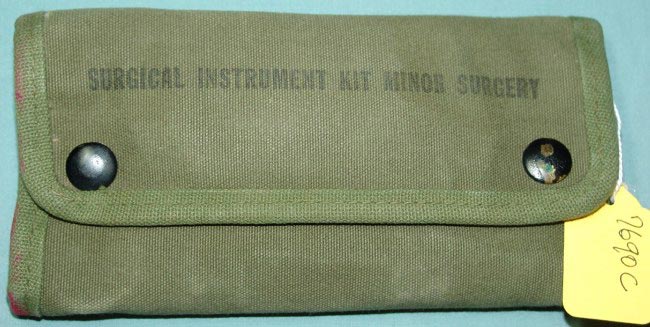 SURGICAL INSTRUMENT KIT MINOR SURGERY
7690C